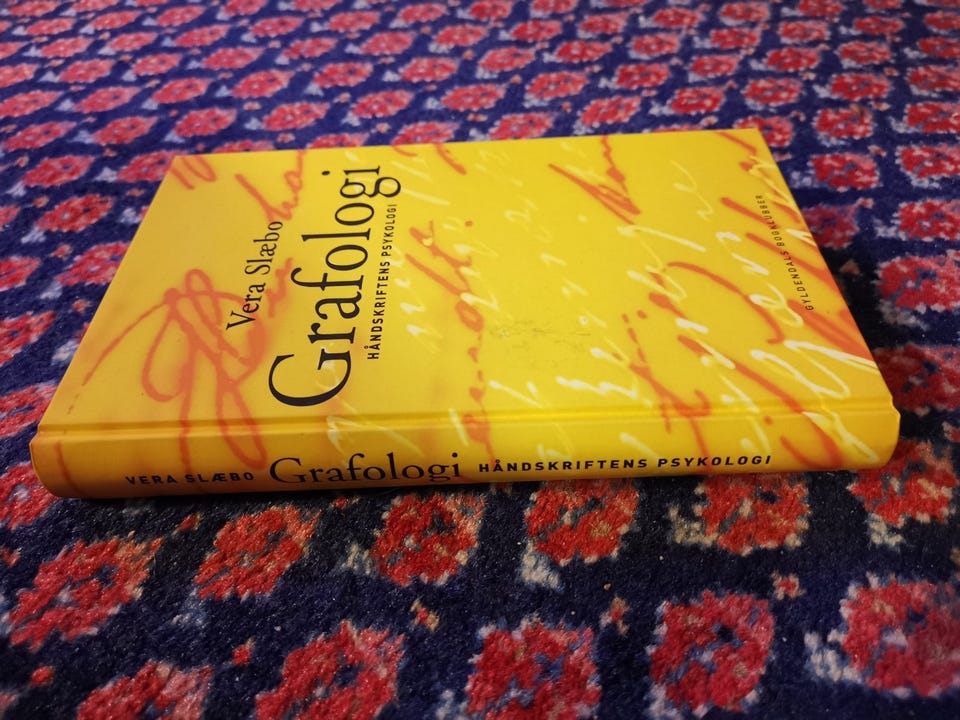 Vera Slæbo
Grafologi
HÅNDSKRIFTENS PSYKOLOGI
GYLDENDALS BOGKLUBBER
VERA SLÆBO Grafologi HÅNDSKRIFTENS PSYKOLOGI